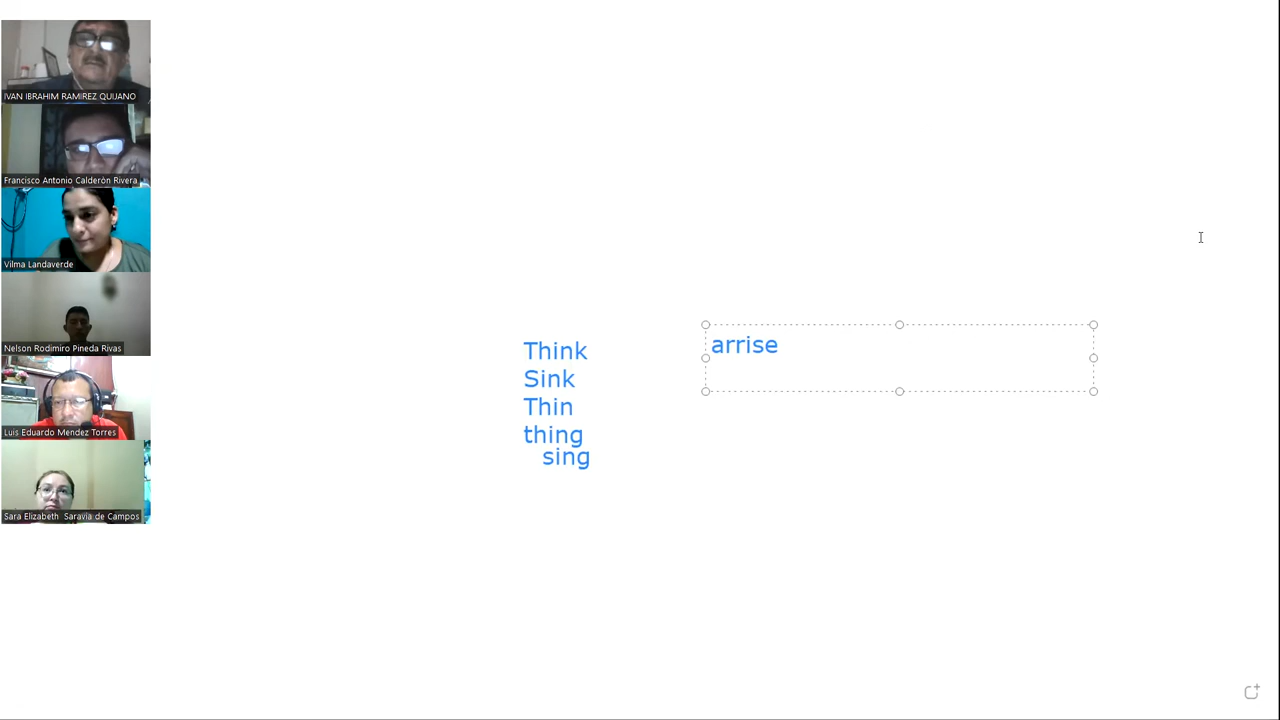 IVAN IBRAHIM RAMIREZ QUIJANO
Francisco Antonio Calderón Rivera
Vilma Landaverde
Nelson Rodimiro Pineda Rivas
Luis Eduardo Mendez Torres
Sara Elizabeth Saravia de Campos
Think
Sink
Thin
thing
sing
arrise